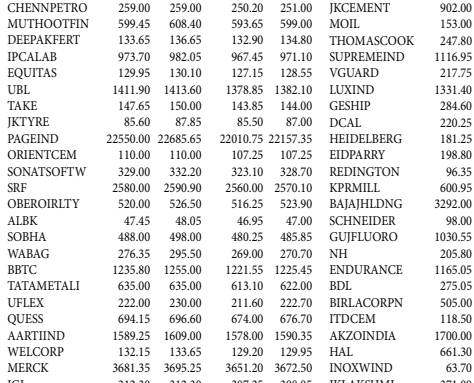 CHENNPETRO 259.00 259.00 250.20 251.00 JKCEMENT 902.00
MUTHOOTFIN 599.45 608.40 593.65 599.00 MOIL 153.00
DEEPAKFERT 133.65 136.65 132.90 134.80 THOMASCOOK 247.80
IPCALAB 973.70 982.05 967.45 971.10 SUPREMEIND 1116.95
EQUITAS 129.95 130.10 127.15 128.55 VGUARD 217.75
UBL 1411.90 1413.60 1378.85 1382.10 LUXIND 1331.40
TAKE 147.65 150.00 143.85 144.00 GESHIP 284.60
JKTYRE 85.60 87.85 85.50 87.00 DCAL 220.25
PAGEIND 22550.00 22685.65 22010.75 22157.35 HEIDELBERG 181.25
ORIENTCEM 110.00 110.00 107.25 107.25 EIDPARRY 198.80
SONATSOFTW 329.00 332.20 323.10 328.70 REDINGTON 96.35
SRF 2580.00 2590.90 2560.00 2570.10 KPRMILL 600.95
OBEROIRLTY 520.00 526.50 516.25 523.90 BAJAJHLDNG 3292.00
ALBK 47.45 48.05 46.95 47.00 SCHNEIDER 98.00
SOBHA 488.00 498.00 480.25 485.85 GUJFLUORO 1030.55
WABAG 276.35 295.50 269.00 270.70 NH 205.80
BBTC 1235.80 1255.00 1221.55 1225.45 ENDURANCE 1165.05
TATAMETALI 635.00 635.00 613.10 622.00 BDL 275.05
UFLEX 222.00 230.00 211.60 222.70 BIRLACORPN 505.00
QUESS 694.15 696.60 674.00 676.70 ITDCEM 118.50
AARTIIND 1589.25 1609.00 1578.00 1590.35 AKZOINDIA 1700.00
WELCORP 132.15 133.65 129.20 129.95 HAL 661.30
MERCK 3681.35 3695.25 3651.20 3672.50 INOXWIND 63.70